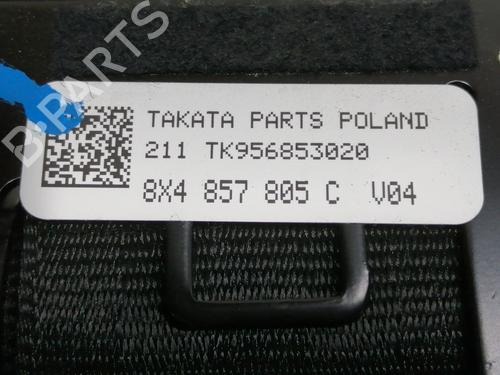 B-PARTS
TAKATA PARTS POLAND
211 TK956853020
8X4 857 805 C V04